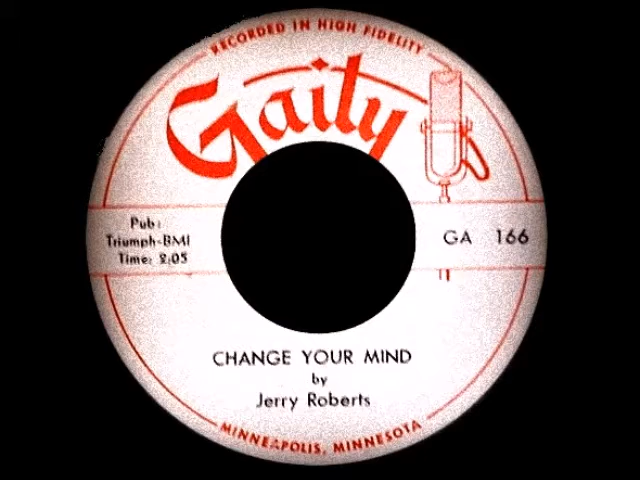 RECORDED IN HIGH FIDELITY
Gaity
Pub:
Triumph-BMI
Time: 2:05
GA 166
CHANGE YOUR MIND
by
Jerry Roberts
MINNEAPOLIS, MINNESOTA